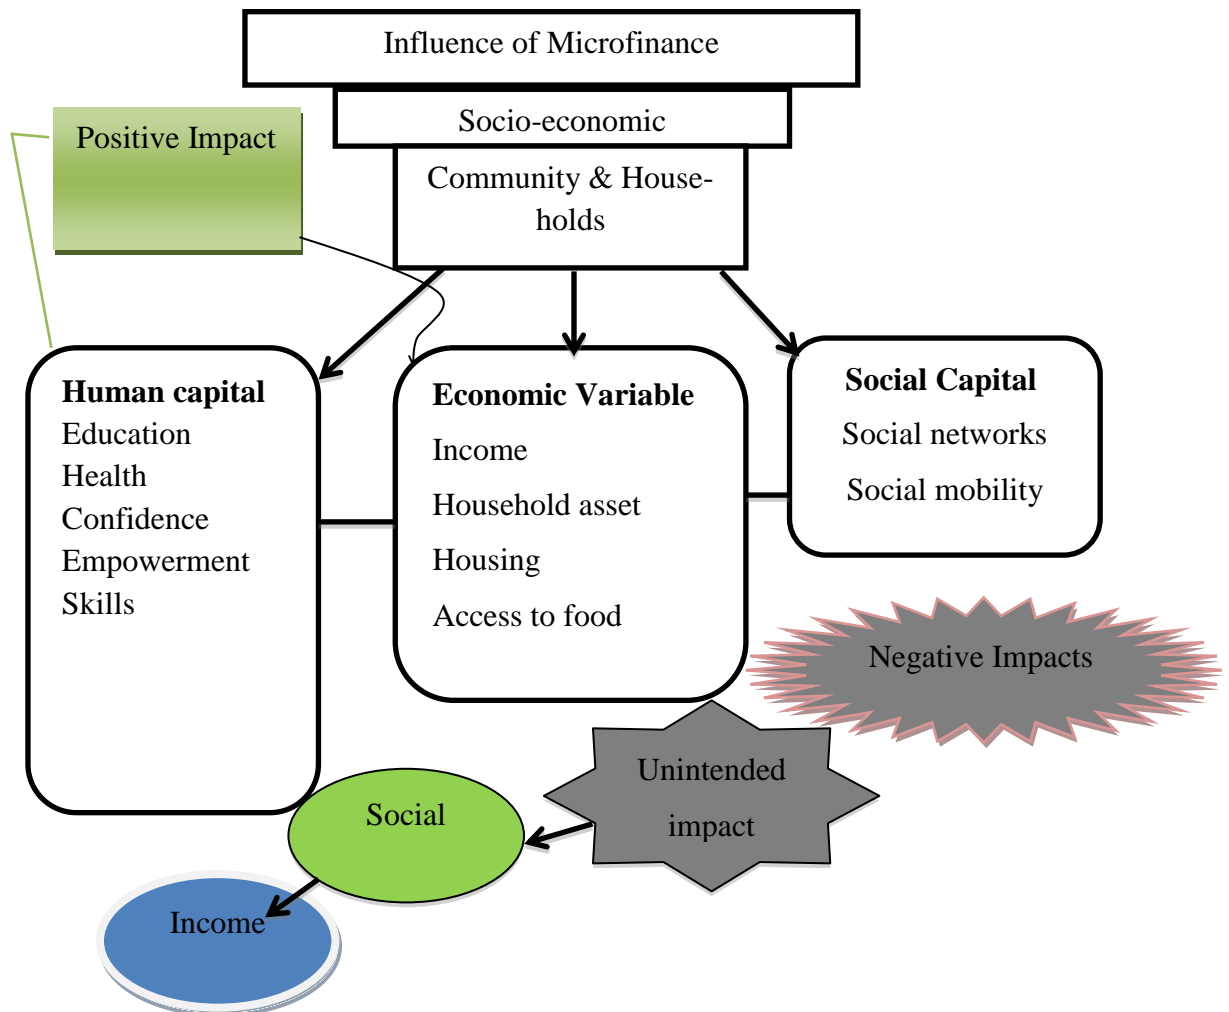 Influence of Microfinance
Socio-economic
Positive Impact
Community & House-
holds
Human capital
Education
Health
Confidence
Empowerment
Skills
Economic Variable
Income
Household asset
Housing
Access to food
Social Capital
Social networks
Social mobility
Negative Impacts
Unintended
impact
Social
Income